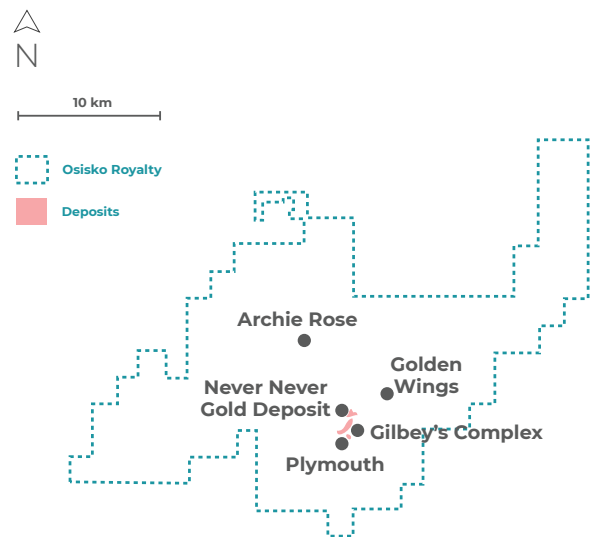 N
10 km
Osisko Royalty
Deposits
Archie Rose
Golden
Wings
Never Never
Gold Deposit
Gilbey's Complex
Plymouth